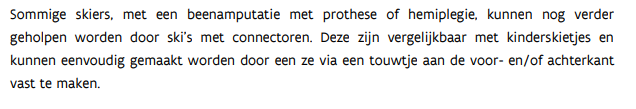 Sommige skiers, met een beenamputatie met prothese of hemiplegie, kunnen nog verder
geholpen worden door ski's met connectoren. Deze zijn vergelijkbaar met kinderskietjes en
kunnen eenvoudig gemaakt worden door een ze via een touwtje aan de voor- en/of achterkant
vast te maken.